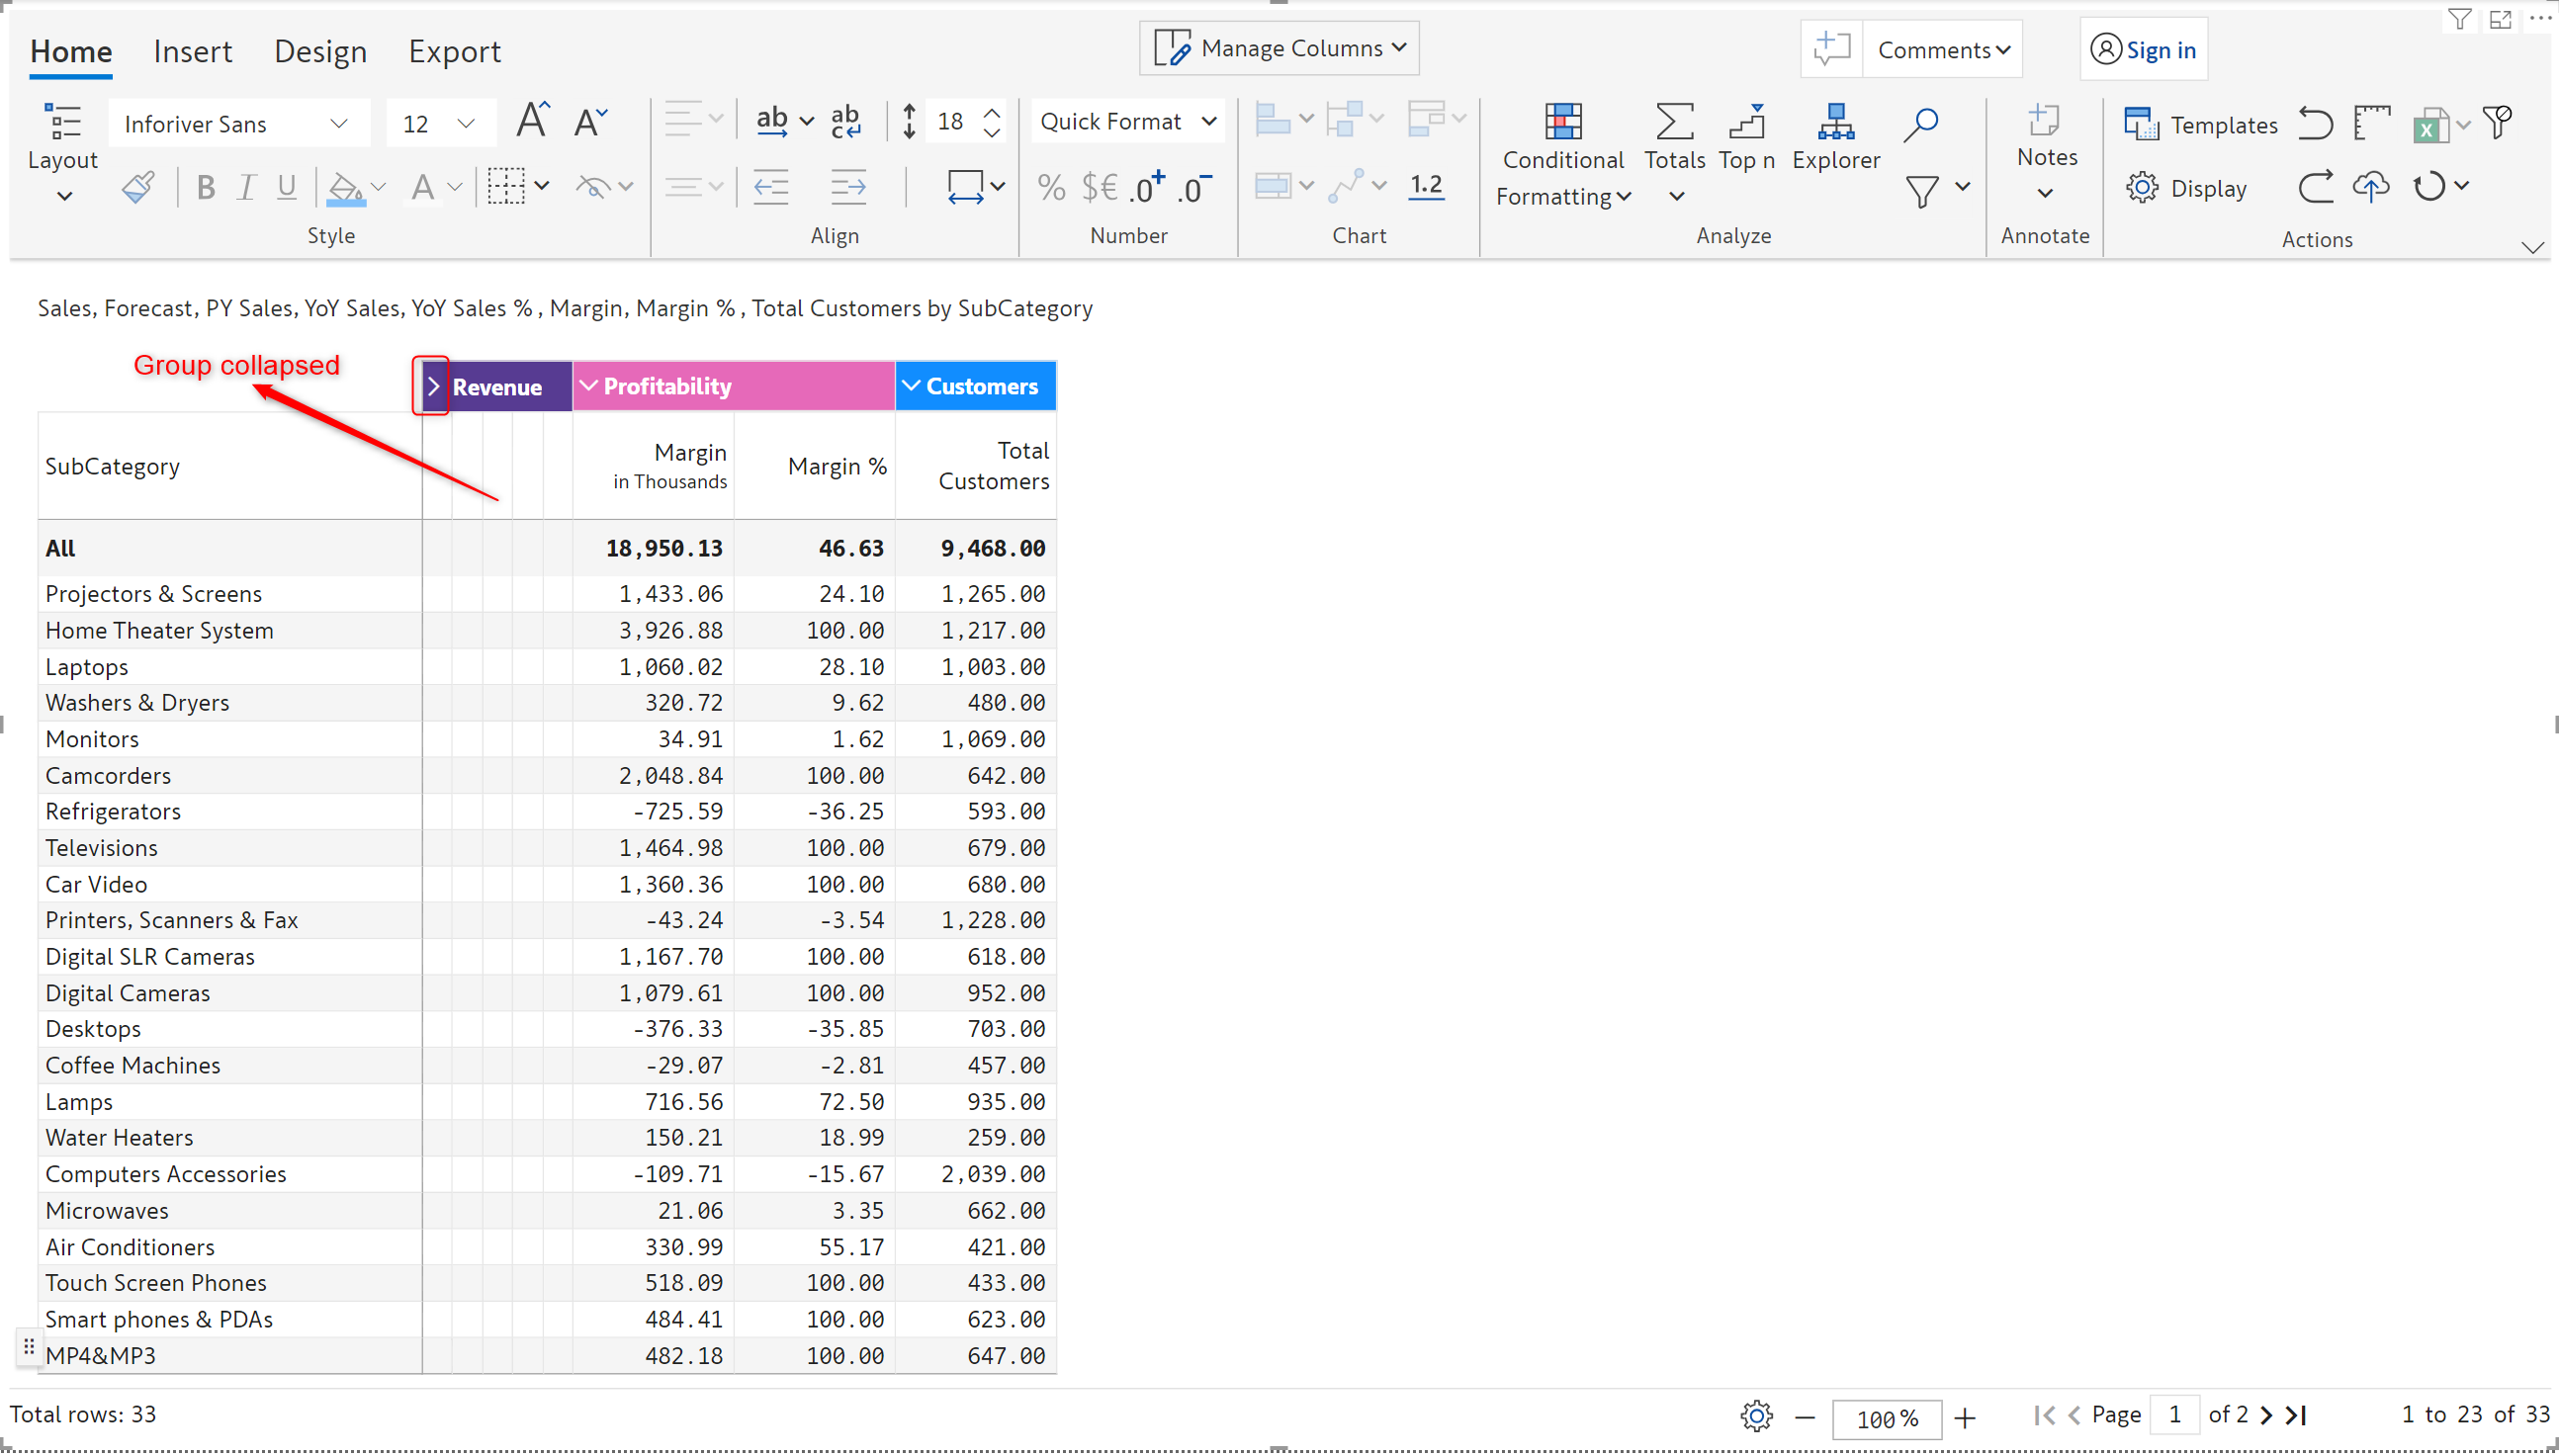 Home Insert Design Export Manage Columns Comments Sign in
Inforiver Sans 12 A A ab ab c 18 Quick Format
Layout Conditional Formatting Totals Top n Explorer Notes Templates
B I U A % $€ .0+ .0- 1.2 Display
Style Align Number Chart Analyze Annotate Actions
Sales, Forecast, PY Sales, YoY Sales, YoY Sales % , Margin, Margin % , Total Customers by SubCategory
Group collapsed
Revenue Profitability Customers
SubCategory Margin in Thousands Margin % Total Customers
All 18,950.13 46.63 9,468.00
Projectors & Screens 1,433.06 24.10 1,265.00
Home Theater System 3,926.88 100.00 1,217.00
Laptops 1,060.02 28.10 1,003.00
Washers & Dryers 320.72 9.62 480.00
Monitors 34.91 1.62 1,069.00
Camcorders 2,048.84 100.00 642.00
Refrigerators -725.59 -36.25 593.00
Televisions 1,464.98 100.00 679.00
Car Video 1,360.36 100.00 680.00
Printers, Scanners & Fax -43.24 -3.54 1,228.00
Digital SLR Cameras 1,167.70 100.00 618.00
Digital Cameras 1,079.61 100.00 952.00
Desktops -376.33 -35.85 703.00
Coffee Machines -29.07 -2.81 457.00
Lamps 716.56 72.50 935.00
Water Heaters 150.21 18.99 259.00
Computers Accessories -109.71 -15.67 2,039.00
Microwaves 21.06 3.35 662.00
Air Conditioners 330.99 55.17 421.00
Touch Screen Phones 518.09 100.00 433.00
Smart phones & PDAs 484.41 100.00 623.00
MP4&MP3 482.18 100.00 647.00
Total rows: 33 100 % Page 1 of 2 1 to 23 of 33